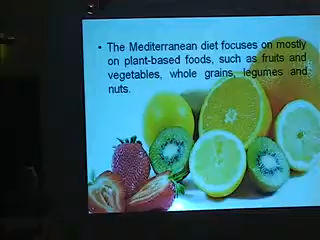 • The Mediterranean diet focuses on mostly
on plant-based foods, such as fruits and
vegetables, whole grains, legumes and
nuts.